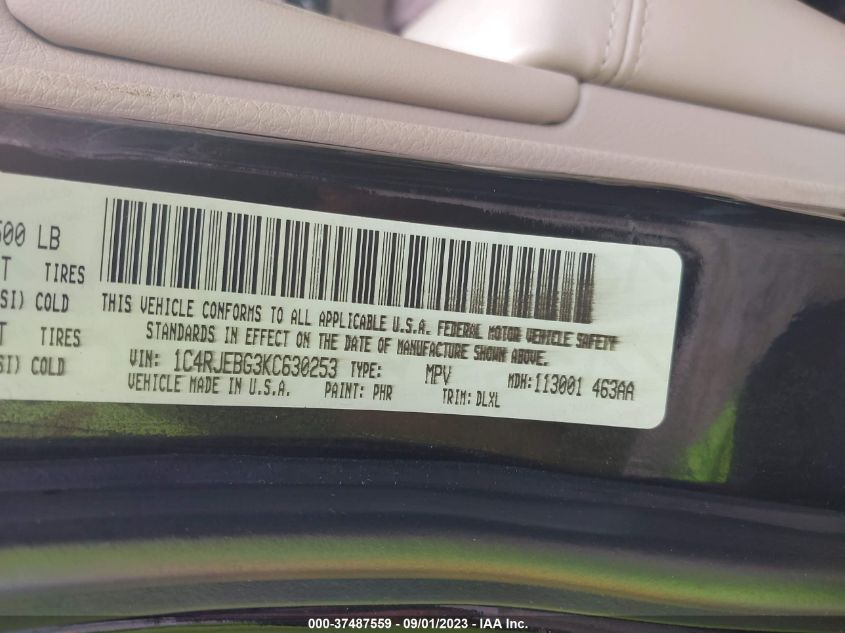 500 LB
T TIRES
SI) COLD
T TIRES
SI) COLD
THIS VEHICLE CONFORMS TO ALL APPLICABLE U.S.A. FEDERAL MOTOR VEHICLE SAFETY
STANDARDS IN EFFECT ON THE DATE OF MANUFACTURE SHOWN ABOVE.
VIN: 1C4RJEBG3KC630253 TYPE: MPV MDH: 113001 463AA
VEHICLE MADE IN U.S.A. PAINT: PHR TRIM: DLXL
000-37487559 - 09/01/2023 - IAA Inc.